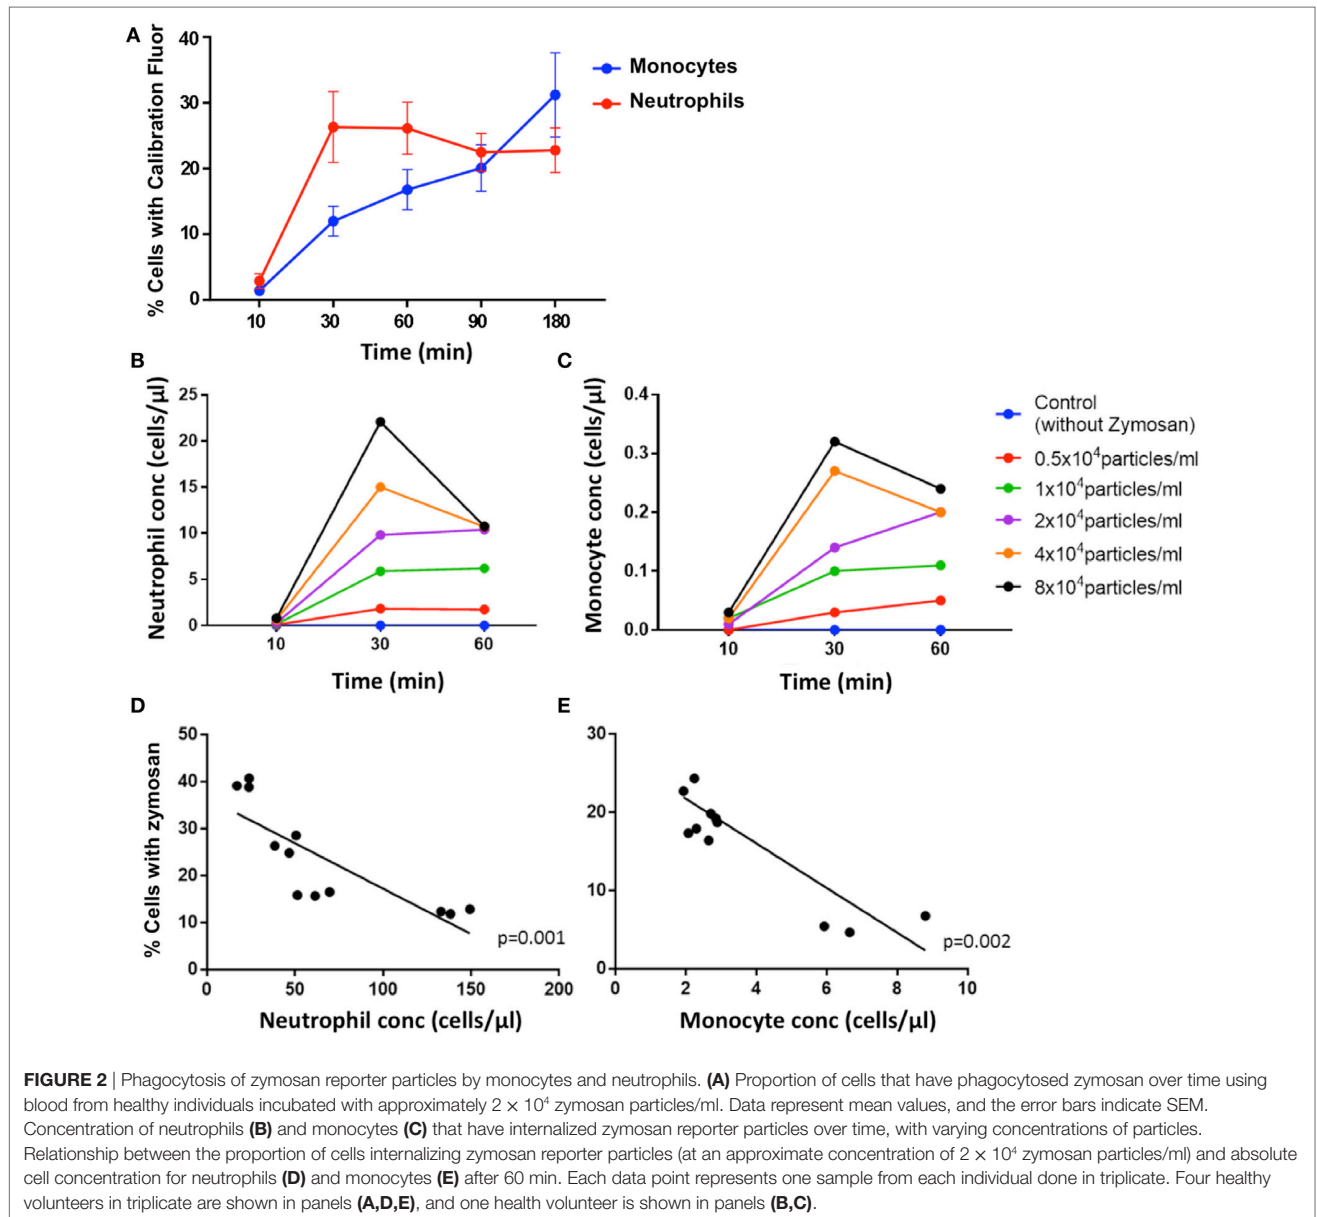 A
% Cells with Calibration Fluor
40
30
20
10
0
10 30 60 90 180
Time (min)
Monocytes
Neutrophils
B
Neutrophil conc (cells/µl)
25
20
15
10
5
0
10 30 60
Time (min)
C
Monocyte conc (cells/µl)
0.4
0.3
0.2
0.1
0.0
10 30 60
Time (min)
Control
(without Zymosan)
0.5x10⁴particles/ml
1x10⁴particles/ml
2x10⁴particles/ml
4x10⁴particles/ml
8x10⁴particles/ml
D
% Cells with zymosan
50
40
30
20
10
0
0 50 100 150 200
p=0.001
Neutrophil conc (cells/µl)
E
30
20
10
0
0 2 4 6 8 10
p=0.002
Monocyte conc (cells/µl)
FIGURE 2 | Phagocytosis of zymosan reporter particles by monocytes and neutrophils. (A) Proportion of cells that have phagocytosed zymosan over time using
blood from healthy individuals incubated with approximately 2 × 10⁴ zymosan particles/ml. Data represent mean values, and the error bars indicate SEM.
Concentration of neutrophils (B) and monocytes (C) that have internalized zymosan reporter particles over time, with varying concentrations of particles.
Relationship between the proportion of cells internalizing zymosan reporter particles (at an approximate concentration of 2 × 10⁴ zymosan particles/ml) and absolute
cell concentration for neutrophils (D) and monocytes (E) after 60 min. Each data point represents one sample from each individual done in triplicate. Four healthy
volunteers in triplicate are shown in panels (A,D,E), and one health volunteer is shown in panels (B,C).